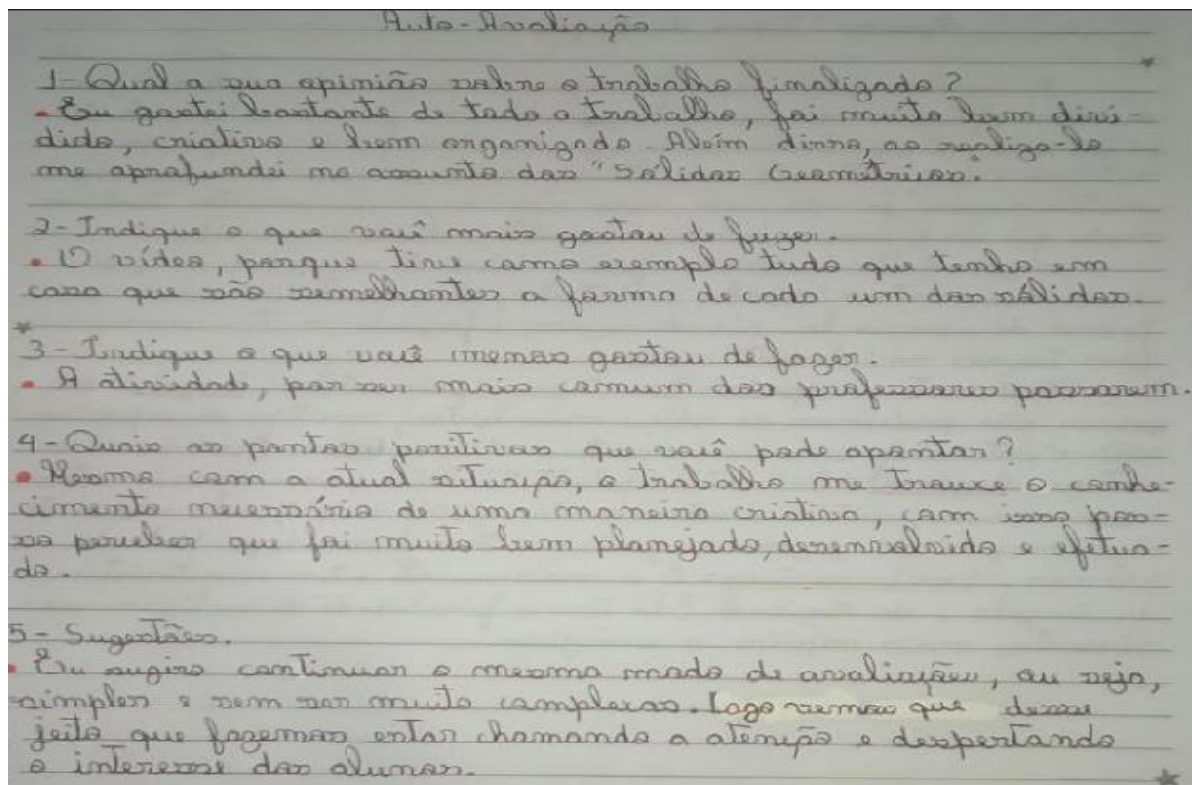 Auto-Avaliação
1- Qual a sua opinião sobre o trabalho finalizado?
• Eu gostei bastante de todo o trabalho, foi muito bem divi-
dido, criativo e bem organizado. Além disso, ao realiza-lo
me aprofundei no assunto dos "Sólidos Geométricos.
2- Indique o que você mais gostou de fazer.
• O vídeo, porque tive como exemplo tudo que tenho em
casa que são semelhantes a forma de cada um dos sólidos.
3- Indique o que você menos gostou de fazer.
• A atividade, por ser mais comum dos professores passarem.
4- Quais os pontos positivos que você pode apontar?
• Mesmo com a atual situação, o trabalho me trouxe o conhe-
cimento necessário de uma maneira criativa, com isso pos-
so perceber que foi muito bem planejado, desenvolvido e efetua-
do.
5- Sugestões.
• Eu sugiro continuar o mesmo modo de avaliação, ou seja,
simples e sem ser muito complexas. Logo vemos que desse
jeito que fazemos estar chamando a atenção e despertando
o interesse dos alunos.